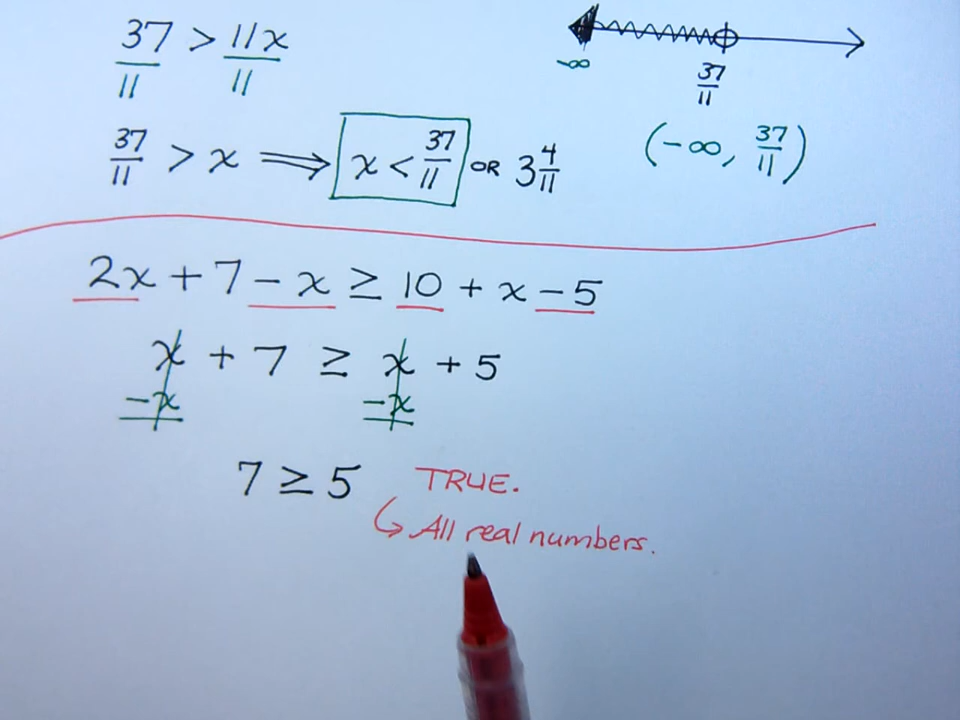 37/11 > 11x/11
-∞
37/11
37/11 > x ⟹ x < 37/11 OR 3 4/11
(-∞, 37/11)
2x + 7 - x ≥ 10 + x - 5
x + 7 ≥ x + 5
-x -x
7 ≥ 5 TRUE.
↳ All real numbers.